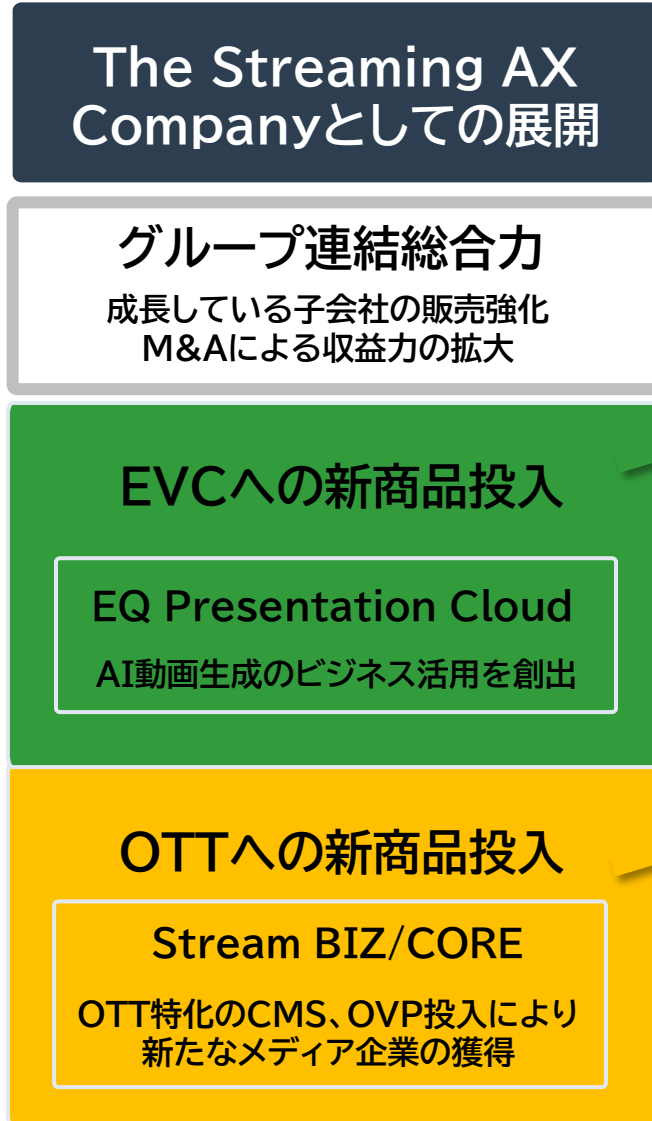 The Streaming AX
Companyとしての展開
グループ連結総合力
成長している子会社の販売強化
M&Aによる収益力の拡大
EVCへの新商品投入
EQ Presentation Cloud
AI動画生成のビジネス活用を創出
OTTへの新商品投入
Stream BIZ/CORE
OTT特化のCMS、OVP投入により
新たなメディア企業の獲得